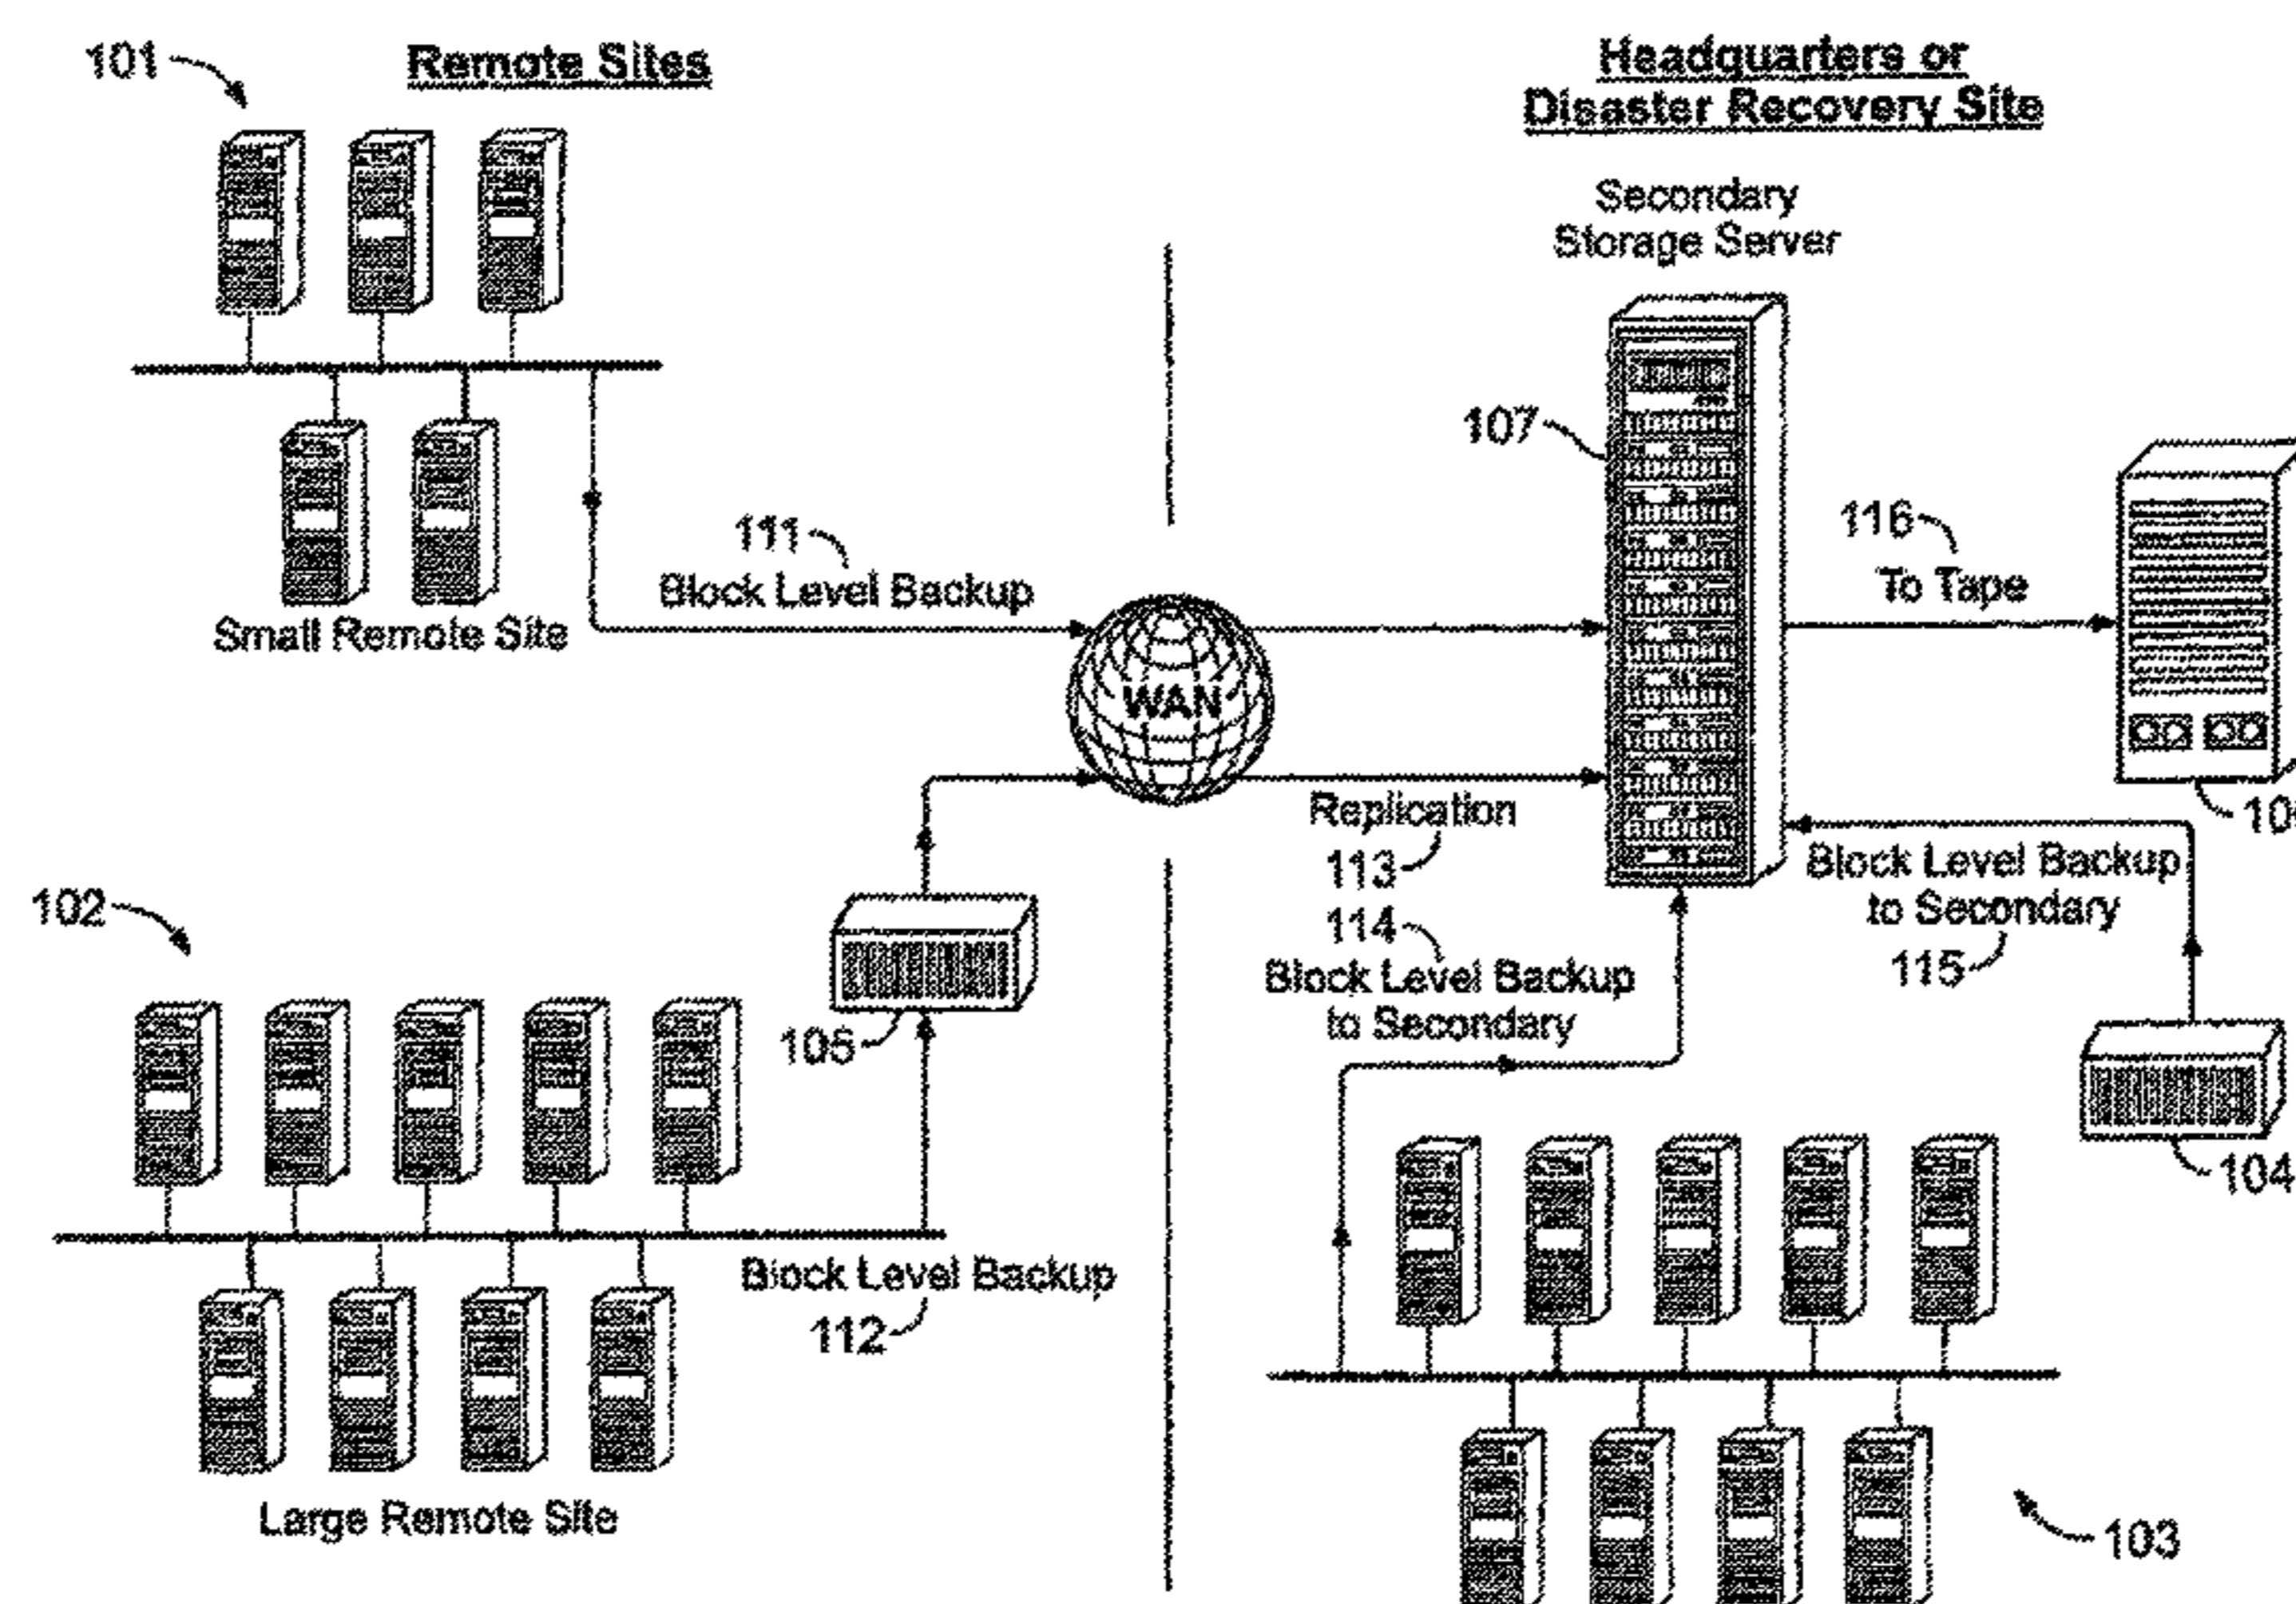 101
Remote Sites
Headquarters or
Disaster Recovery Site
Secondary
Storage Server
107
111
Block Level Backup
116
To Tape
Small Remote Site
WAN
Replication
113
114
Block Level Backup
to Secondary
Block Level Backup
to Secondary
115
102
105
104
Block Level Backup
112
Large Remote Site
103